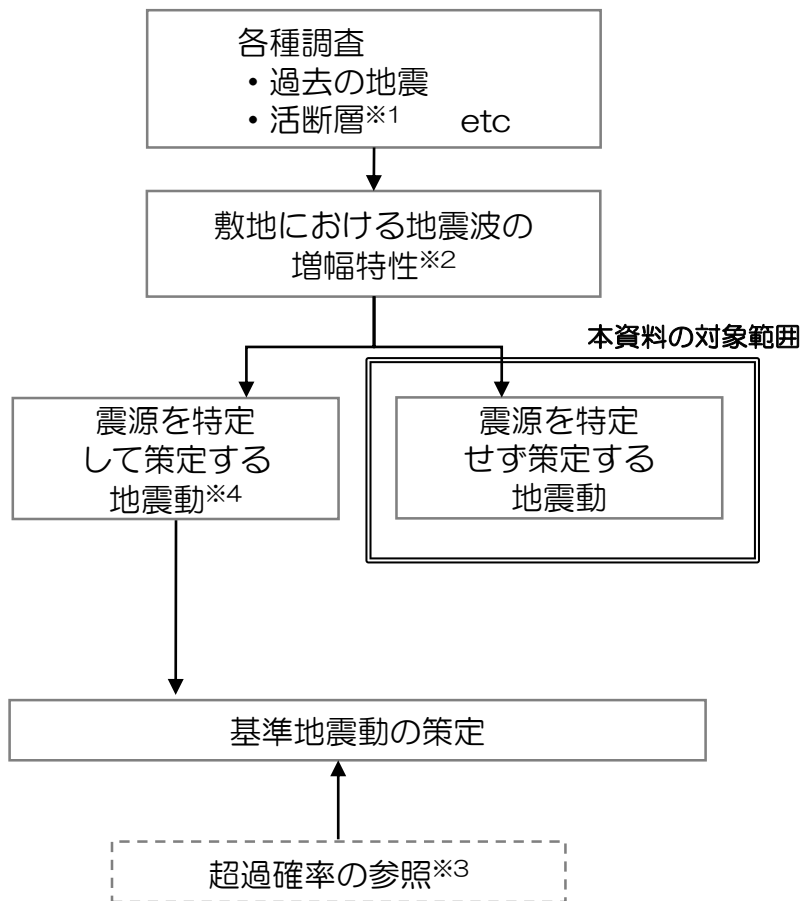 各種調査
・過去の地震
・活断層※1 etc
敷地における地震波の
増幅特性※2
本資料の対象範囲
震源を特定
して策定する
地震動※4
震源を特定
せず策定する
地震動
基準地震動の策定
超過確率の参照※3